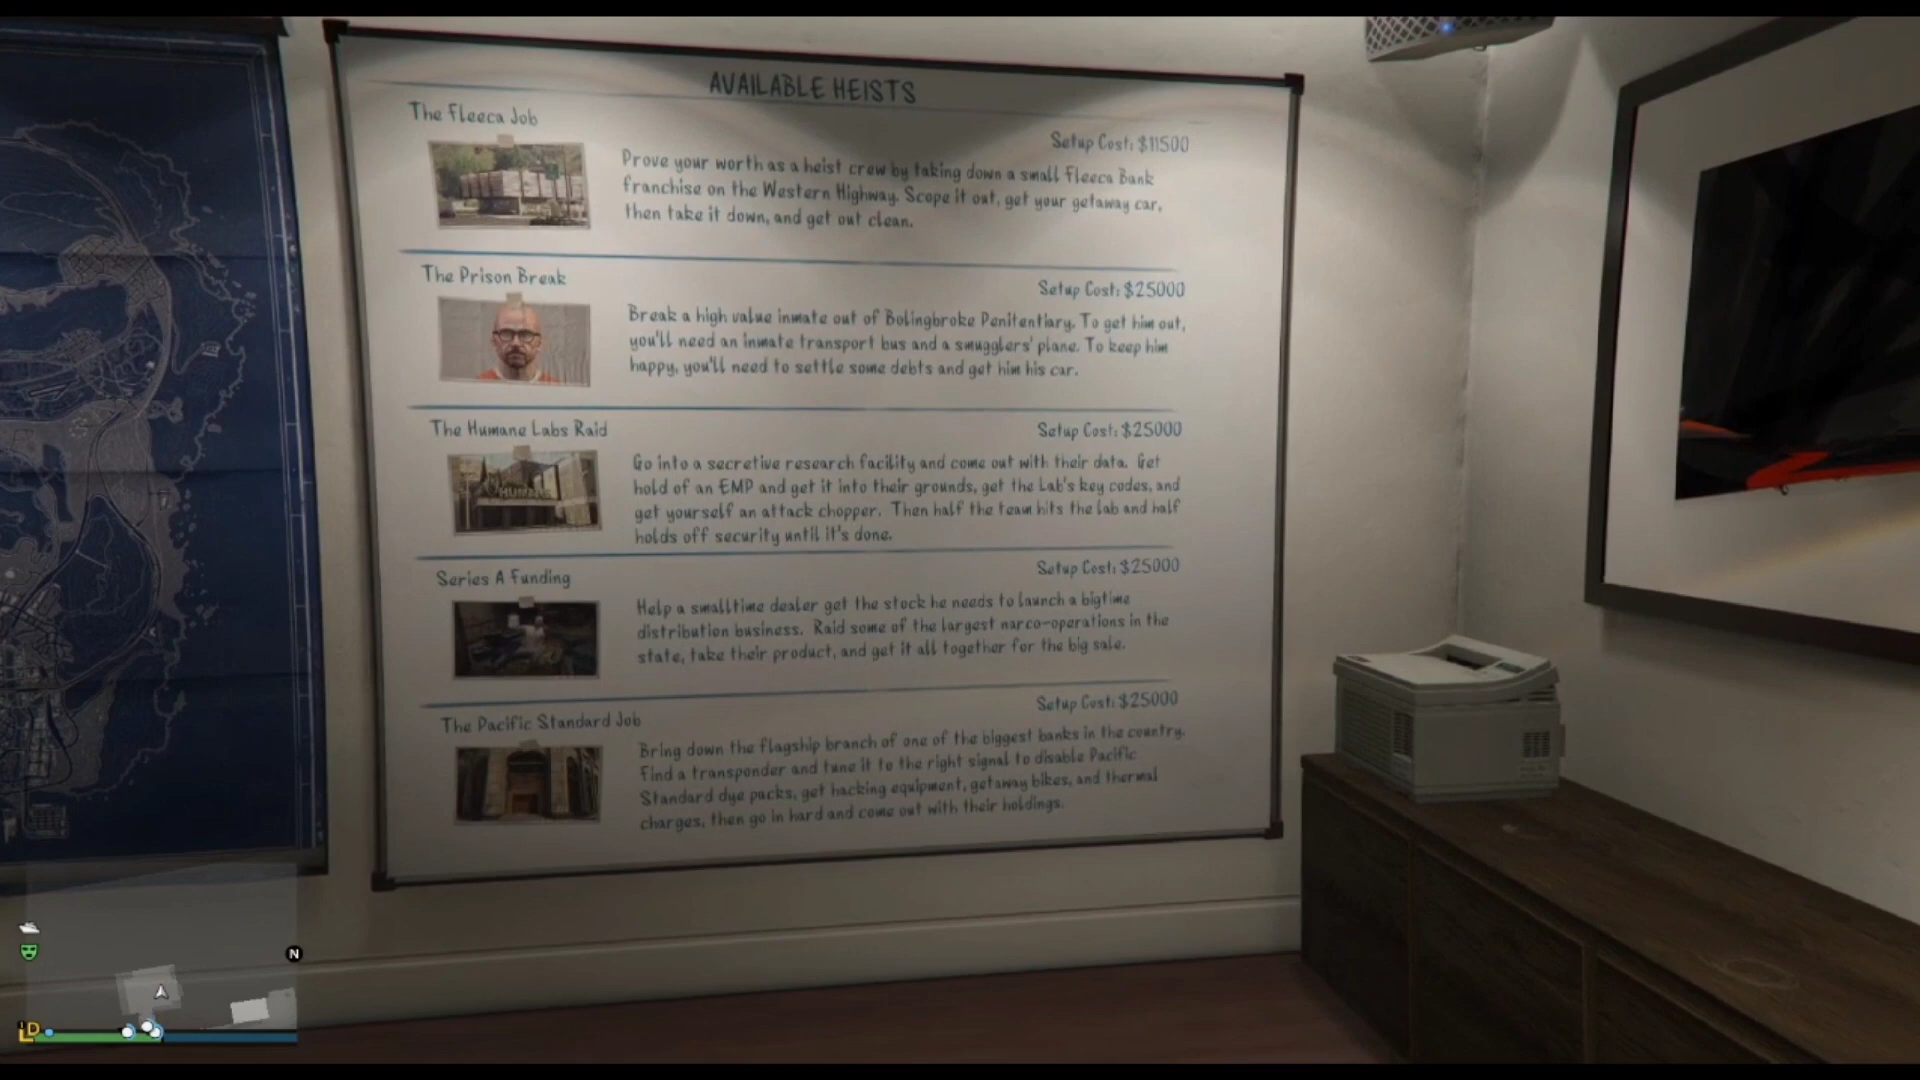 AVAILABLE HEISTS
The Fleeca Job
Setup Cost: $11500
Prove your worth as a heist crew by taking down a small Fleeca Bank
franchise on the Western Highway. Scope it out, get your getaway car,
then take it down, and get out clean.
The Prison Break
Setup Cost: $25000
Break a high value inmate out of Bolingbroke Penitentiary. To get him out,
you'll need an inmate transport bus and a smugglers' plane. To keep him
happy, you'll need to settle some debts and get him his car.
The Humane Labs Raid
Setup Cost: $25000
HUMANE
Go into a secretive research facility and come out with their data. Get
hold of an EMP and get it into their grounds, get the Lab's key codes, and
get yourself an attack chopper. Then half the team hits the lab and half
holds off security until it's done.
Series A Funding
Setup Cost: $25000
Help a smalltime dealer get the stock he needs to launch a bigtime
distribution business. Raid some of the largest narco-operations in the
state, take their product, and get it all together for the big sale.
The Pacific Standard Job
Setup Cost: $25000
Bring down the flagship branch of one of the biggest banks in the country.
Find a transponder and tune it to the right signal to disable Pacific
Standard dye packs, get hacking equipment, getaway bikes, and thermal
charges, then go in hard and come out with their holdings.
N
LD